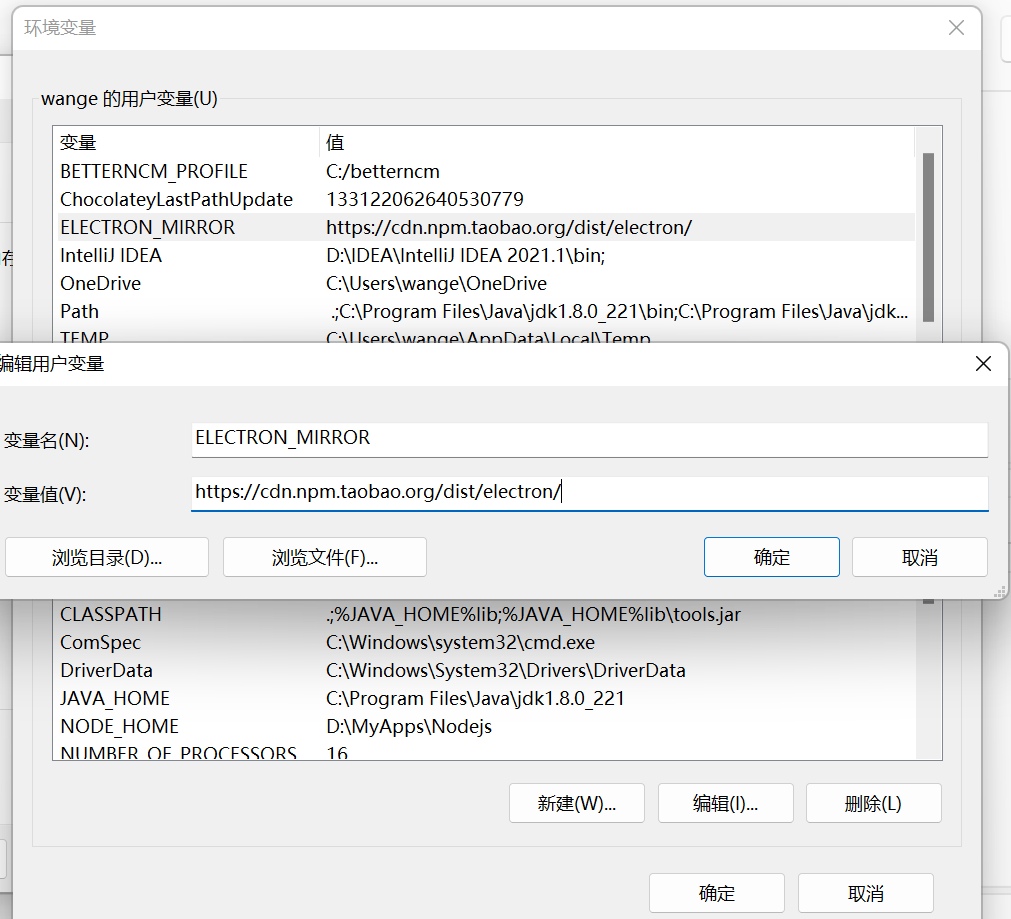 环境变量
wange 的用户变量(U)
变量 值
BETTERNCM_PROFILE C:/betterncm
ChocolateyLastPathUpdate 133122062640530779
ELECTRON_MIRROR https://cdn.npm.taobao.org/dist/electron/
IntelliJ IDEA D:\IDEA\IntelliJ IDEA 2021.1\bin;
OneDrive C:\Users\wange\OneDrive
Path .;C:\Program Files\Java\jdk1.8.0_221\bin;C:\Program Files\Java\jdk...
TEMP C:\Users\wange\AppData\Local\Temp
编辑用户变量
变量名(N): ELECTRON_MIRROR
变量值(V): https://cdn.npm.taobao.org/dist/electron/
浏览目录(D)... 浏览文件(F)... 确定 取消
CLASSPATH .;%JAVA_HOME%lib;%JAVA_HOME%lib\tools.jar
ComSpec C:\Windows\system32\cmd.exe
DriverData C:\Windows\System32\Drivers\DriverData
JAVA_HOME C:\Program Files\Java\jdk1.8.0_221
NODE_HOME D:\MyApps\Nodejs
NUMBER_OF_PROCESSORS 16
新建(W)... 编辑(I)... 删除(L)
确定 取消